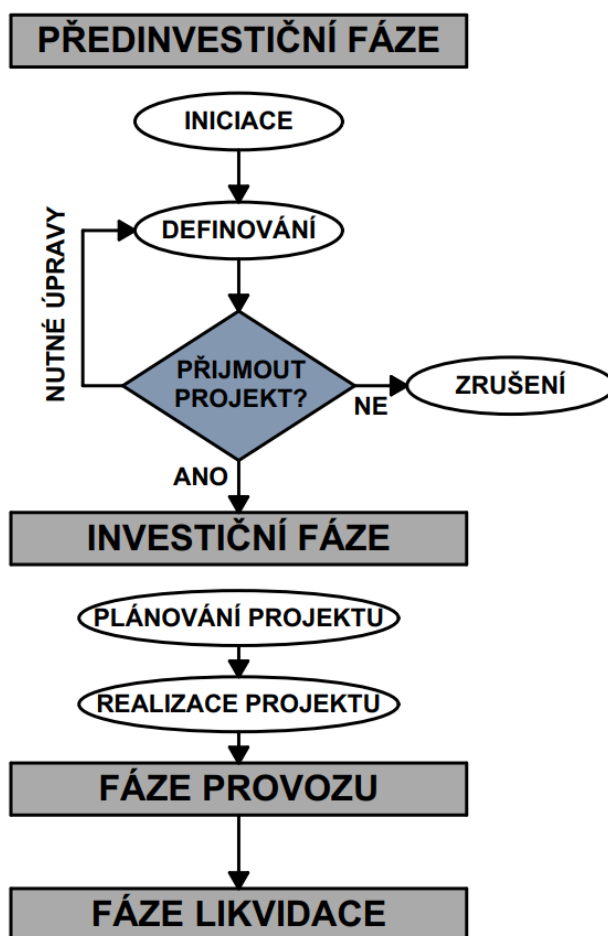 PŘEDINVESTIČNÍ FÁZE
INICIACE
DEFINOVÁNÍ
NUTNÉ ÚPRAVY
PŘIJMOUT
PROJEKT?
NE
ZRUŠENÍ
ANO
INVESTIČNÍ FÁZE
PLÁNOVÁNÍ PROJEKTU
REALIZACE PROJEKTU
FÁZE PROVOZU
FÁZE LIKVIDACE